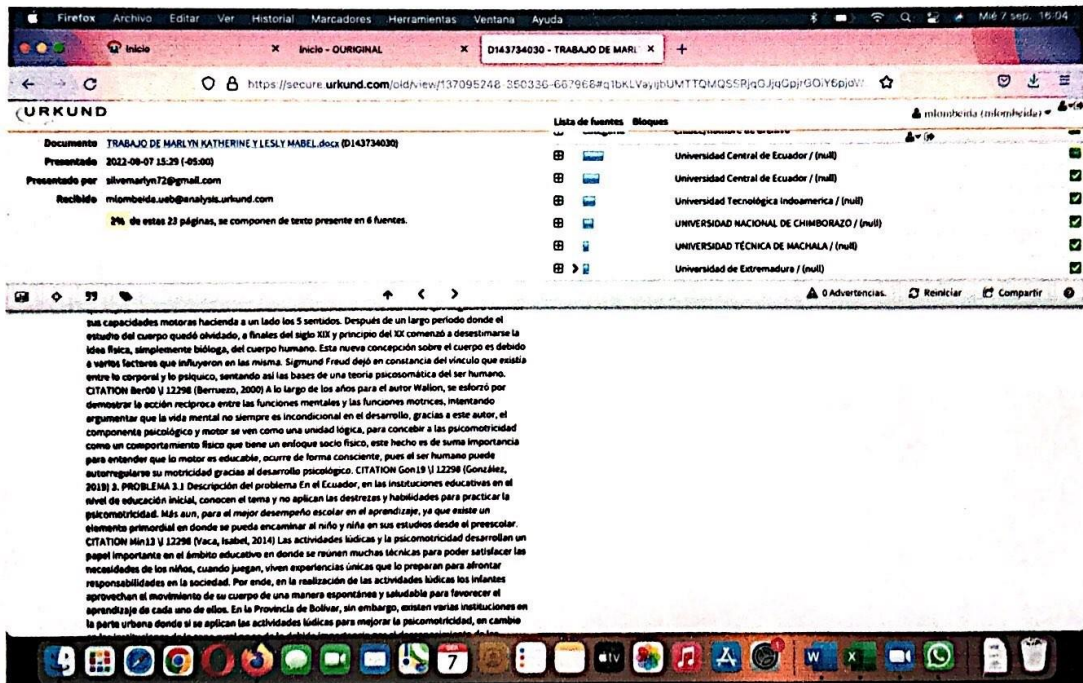 Firefox Archivo Editar Ver Historial Marcadores Herramientas Ventana Ayuda Mié 7 sep. 16:04
Inicio Inicio - OURIGINAL D143734030 - TRABAJO DE MARL
URKUND
mlombeida (mlombeida)
Lista de fuentes Bloques
Documento TRABAJO DE MARLYN KATHERINE Y LESLY MABEL.docx (D143734030)
Presentado 2022-09-07 15:29 (-05:00)
Presentado por silvemarlyn72@gmail.com
Recibido mlombeida.ueb@analysis.urkund.com
2% de estas 23 páginas, se componen de texto presente en 6 fuentes.
Universidad Central de Ecuador / (null)
Universidad Central de Ecuador / (null)
Universidad Tecnológica Indoamerica / (null)
UNIVERSIDAD NACIONAL DE CHIMBORAZO / (null)
UNIVERSIDAD TÉCNICA DE MACHALA / (null)
Universidad de Extremadura / (null)
0 Advertencias. Reiniciar Compartir
sus capacidades motoras hacienda a un lado los 5 sentidos. Después de un largo período donde el
estudio del cuerpo quedó olvidado, a finales del siglo XIX y principio del XX comenzó a desestimarse la
idea física, simplemente bióloga, del cuerpo humano. Esta nueva concepción sobre el cuerpo es debido
a varios factores que influyeron en las misma. Sigmund Freud dejó en constancia del vínculo que existía
entre lo corporal y lo psíquico, sentando así las bases de una teoría psicosomática del ser humano.
CITATION Ber00 \l 12298 (Berruezo, 2000) A lo largo de los años para el autor Wallon, se esforzó por
demostrar la acción recíproca entre las funciones mentales y las funciones motrices, intentando
argumentar que la vida mental no siempre es incondicional en el desarrollo, gracias a este autor, el
componente psicológico y motor se ven como una unidad lógica, para concebir a las psicomotricidad
como un comportamiento físico que tiene un enfoque socio físico, este hecho es de suma importancia
para entender que lo motor es educable, ocurre de forma consciente, pues el ser humano puede
autorregularse su motricidad gracias al desarrollo psicológico. CITATION Gon19 \l 12298 (González,
2019) 3. PROBLEMA 3.1 Descripción del problema En el Ecuador, en las instituciones educativas en el
nivel de educación inicial, conocen el tema y no aplican las destrezas y habilidades para practicar la
psicomotricidad. Más aun, para el mejor desempeño escolar en el aprendizaje, ya que existe un
elemento primordial en donde se pueda encaminar al niño y niña en sus estudios desde el preescolar.
CITATION Min13 \l 12298 (Vaca, Isabel, 2014) Las actividades lúdicas y la psicomotricidad desarrollan un
papel importante en el ámbito educativo en donde se reúnen muchas técnicas para poder satisfacer las
necesidades de los niños, cuando juegan, viven experiencias únicas que lo preparan para afrontar
responsabilidades en la sociedad. Por ende, en la realización de las actividades lúdicas los infantes
aprovechan el movimiento de su cuerpo de una manera espontánea y saludable para favorecer el
aprendizaje de cada uno de ellos. En la Provincia de Bolívar, sin embargo, existen varias instituciones en
la parte urbana donde si se aplican las actividades lúdicas para mejorar la psicomotricidad, en cambio
SEP. 7 tv